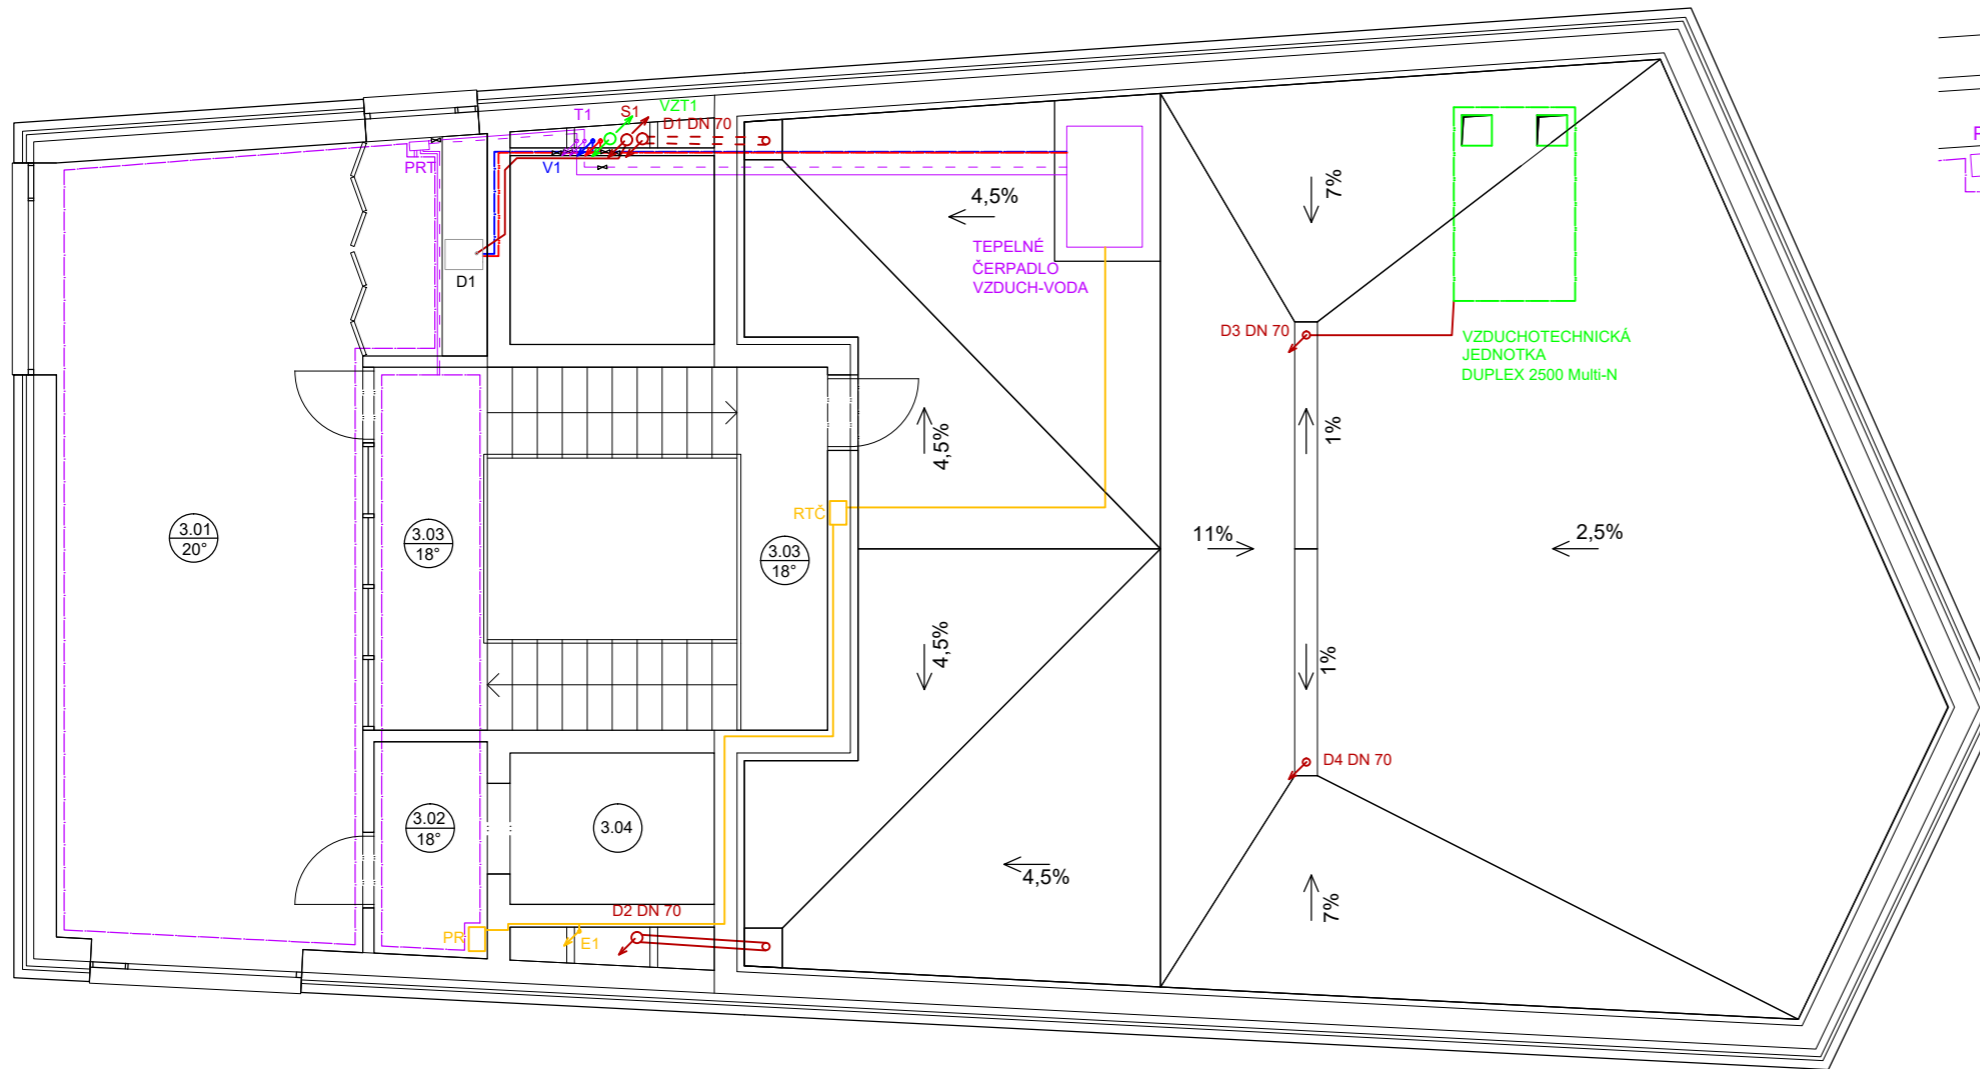 T1
S1
VZT1
D1 DN 70
PRT
V1
D1
4,5%
TEPELNÉ
ČERPADLO
VZDUCH-VODA
7%
D3 DN 70
VZDUCHOTECHNICKÁ
JEDNOTKA
DUPLEX 2500 Multi-N
4,5%
1%
RTČ
3.01
20°
3.03
18°
3.03
18°
11%
2,5%
4,5%
1%
D4 DN 70
3.02
18°
3.04
4,5%
7%
D2 DN 70
PR
E1